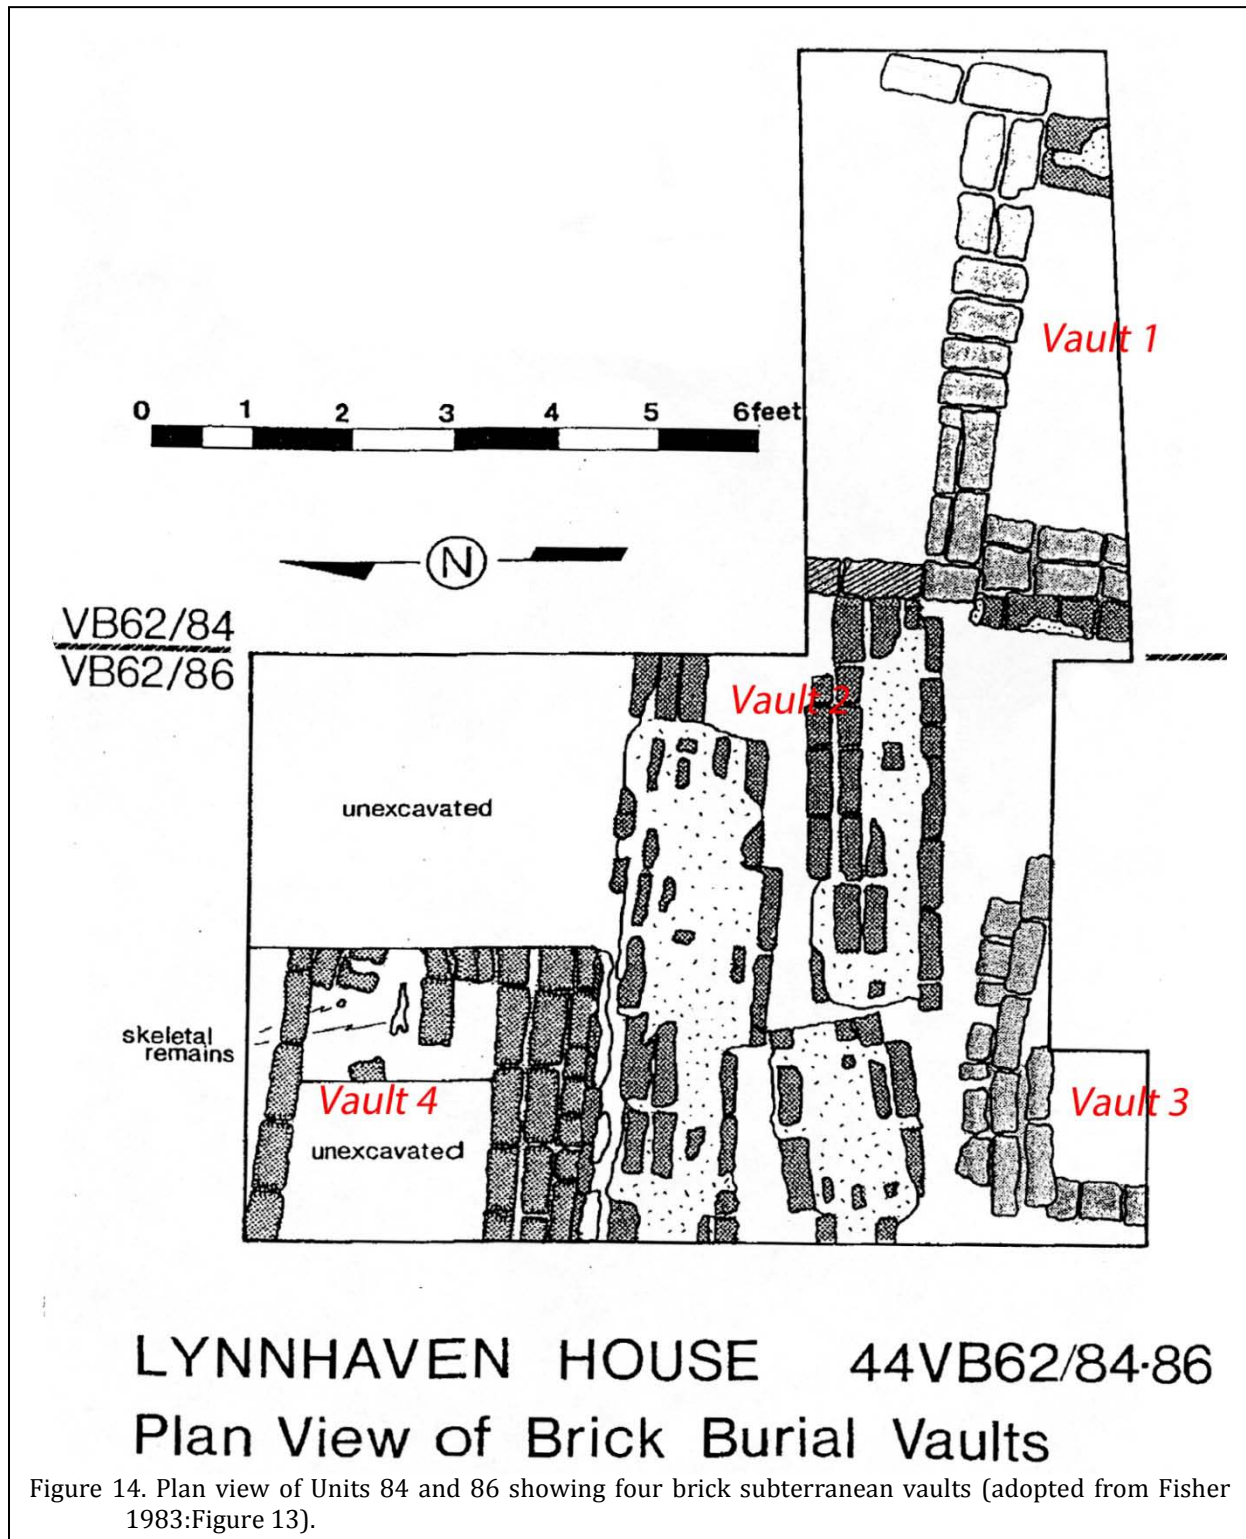 Vault 1
0 1 2 3 4 5 6feet
N
VB62/84
VB62/86
Vault 2
unexcavated
skeletal
remains
Vault 4
Vault 3
unexcavated
LYNNHAVEN HOUSE 44VB62/84·86
Plan View of Brick Burial Vaults
Figure 14. Plan view of Units 84 and 86 showing four brick subterranean vaults (adopted from Fisher
1983:Figure 13).